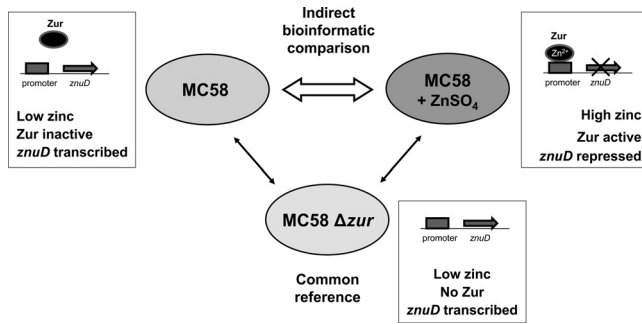 Zur
promoter
znuD
Low zinc
Zur inactive
znuD transcribed
Indirect
bioinformatic
comparison
MC58
MC58
+ ZnSO₄
Zur
Zn²⁺
promoter
znuD
High zinc
Zur active
znuD repressed
MC58 Δzur
Common
reference
promoter
znuD
Low zinc
No Zur
znuD transcribed